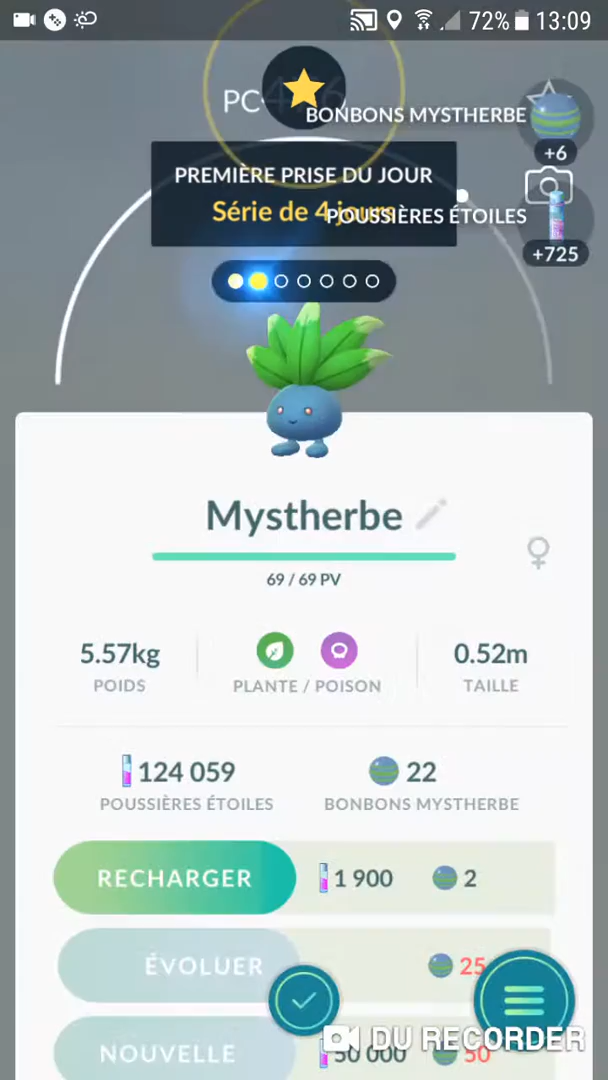 72% 13:09
PC
BONBONS MYSTHERBE
+6
PREMIÈRE PRISE DU JOUR
Série de 4 jours
POUSSIÈRES ÉTOILES
+725
Mystherbe
69 / 69 PV
5.57kg
POIDS
PLANTE / POISON
0.52m
TAILLE
124 059
POUSSIÈRES ÉTOILES
22
BONBONS MYSTHERBE
RECHARGER 1 900 2
ÉVOLUER 25
NOUVELLE 50 000 50
DU RECORDER